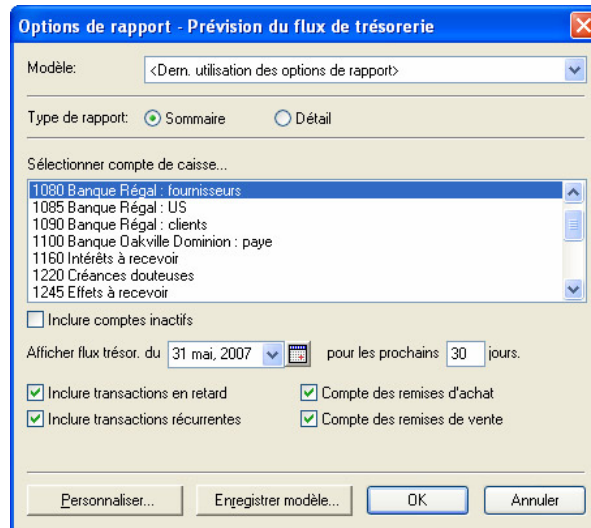 Options de rapport - Prévision du flux de trésorerie
Modèle: <Dern. utilisation des options de rapport>
Type de rapport: Sommaire Détail
Sélectionner compte de caisse...
1080 Banque Régal : fournisseurs
1085 Banque Régal : US
1090 Banque Régal : clients
1100 Banque Oakville Dominion : paye
1160 Intérêts à recevoir
1220 Créances douteuses
1245 Effets à recevoir
Inclure comptes inactifs
Afficher flux trésor. du 31 mai, 2007 pour les prochains 30 jours.
Inclure transactions en retard Compte des remises d'achat
Inclure transactions récurrentes Compte des remises de vente
Personnaliser... Enregistrer modèle... OK Annuler